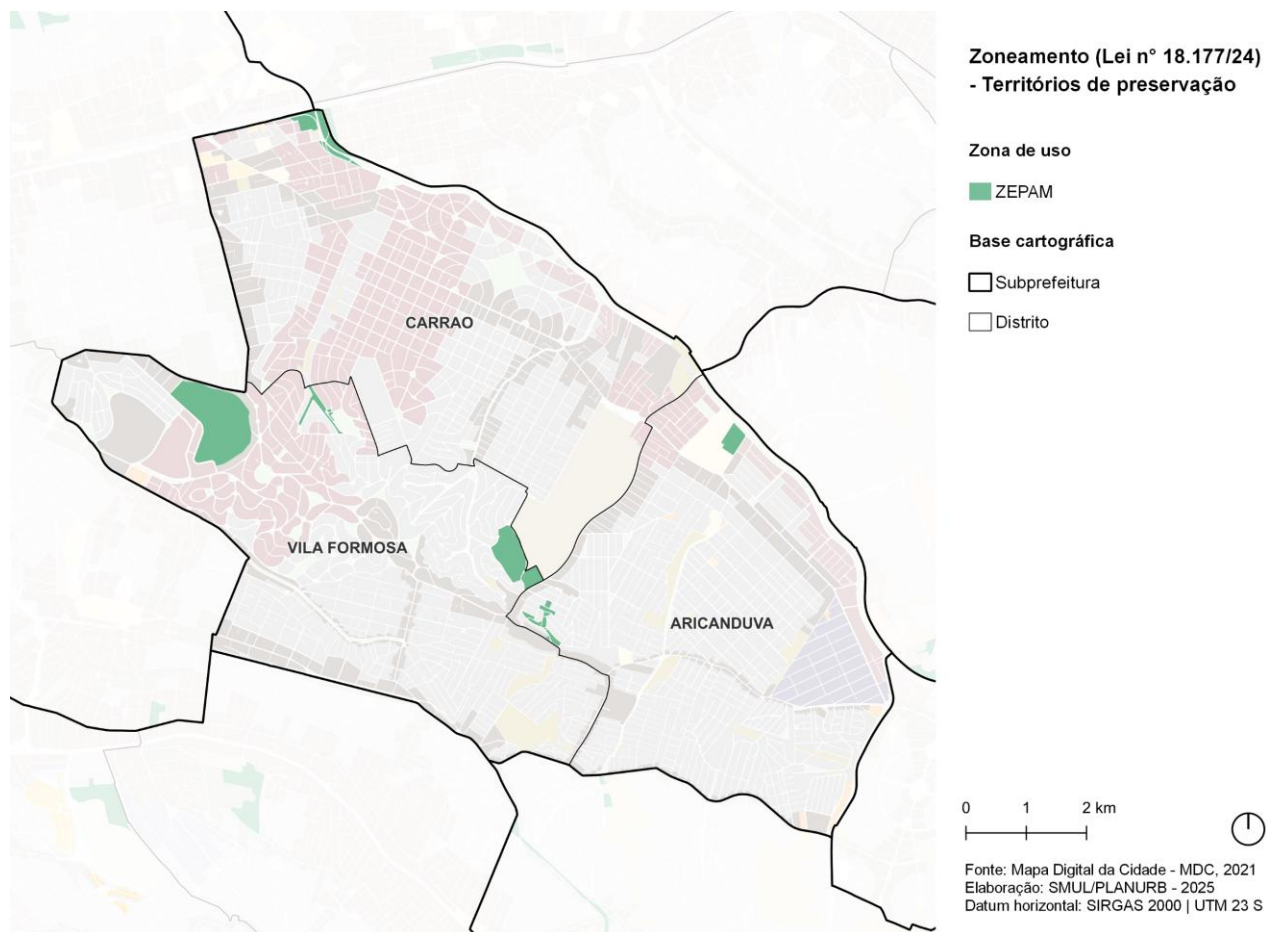 Zoneamento (Lei n° 18.177/24)
- Territórios de preservação
Zona de uso
ZEPAM
Base cartográfica
Subprefeitura
Distrito
CARRAO
VILA FORMOSA
ARICANDUVA
0 1 2 km
Fonte: Mapa Digital da Cidade - MDC, 2021
Elaboração: SMUL/PLANURB - 2025
Datum horizontal: SIRGAS 2000 | UTM 23 S